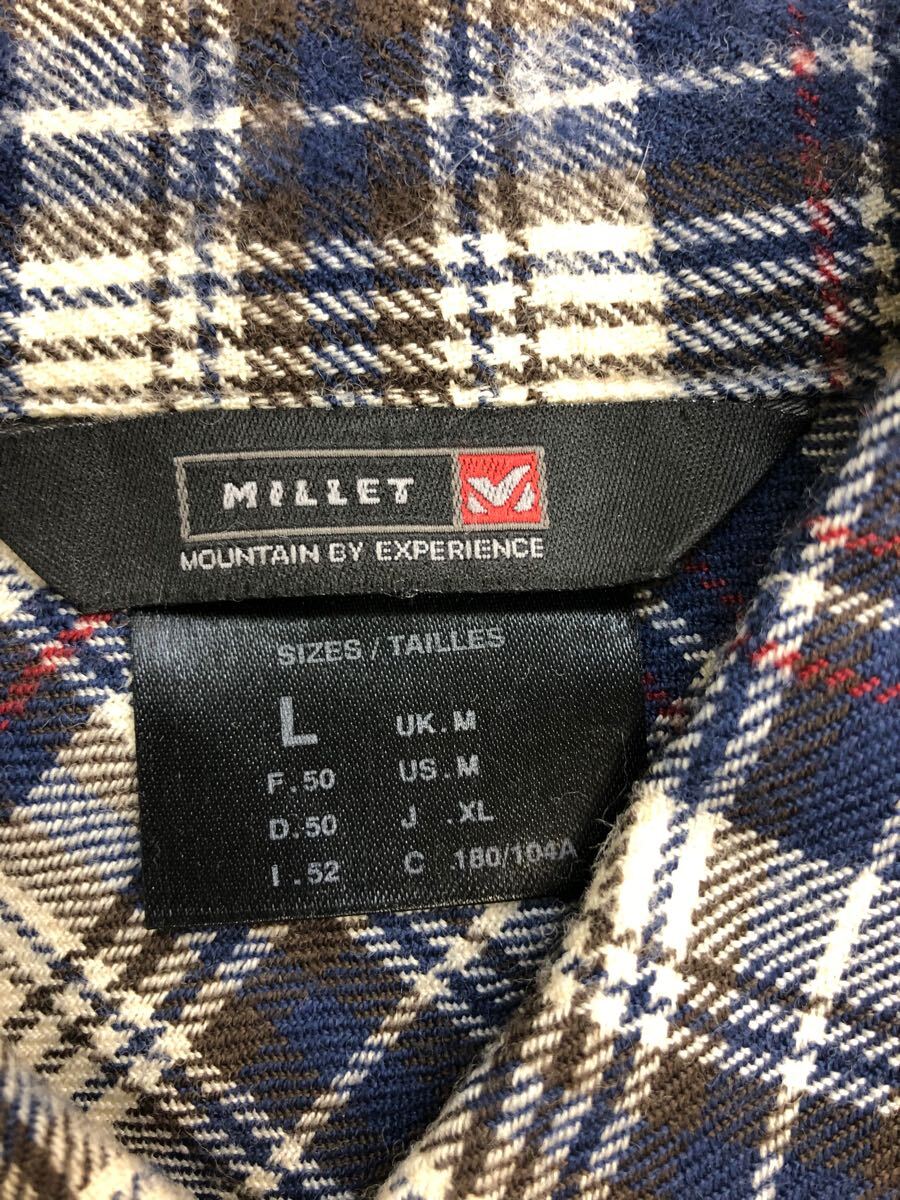 MILLET
MOUNTAIN BY EXPERIENCE
SIZES / TAILLES
L UK.M
F.50 US.M
D.50 J .XL
I.52 C .180/104A